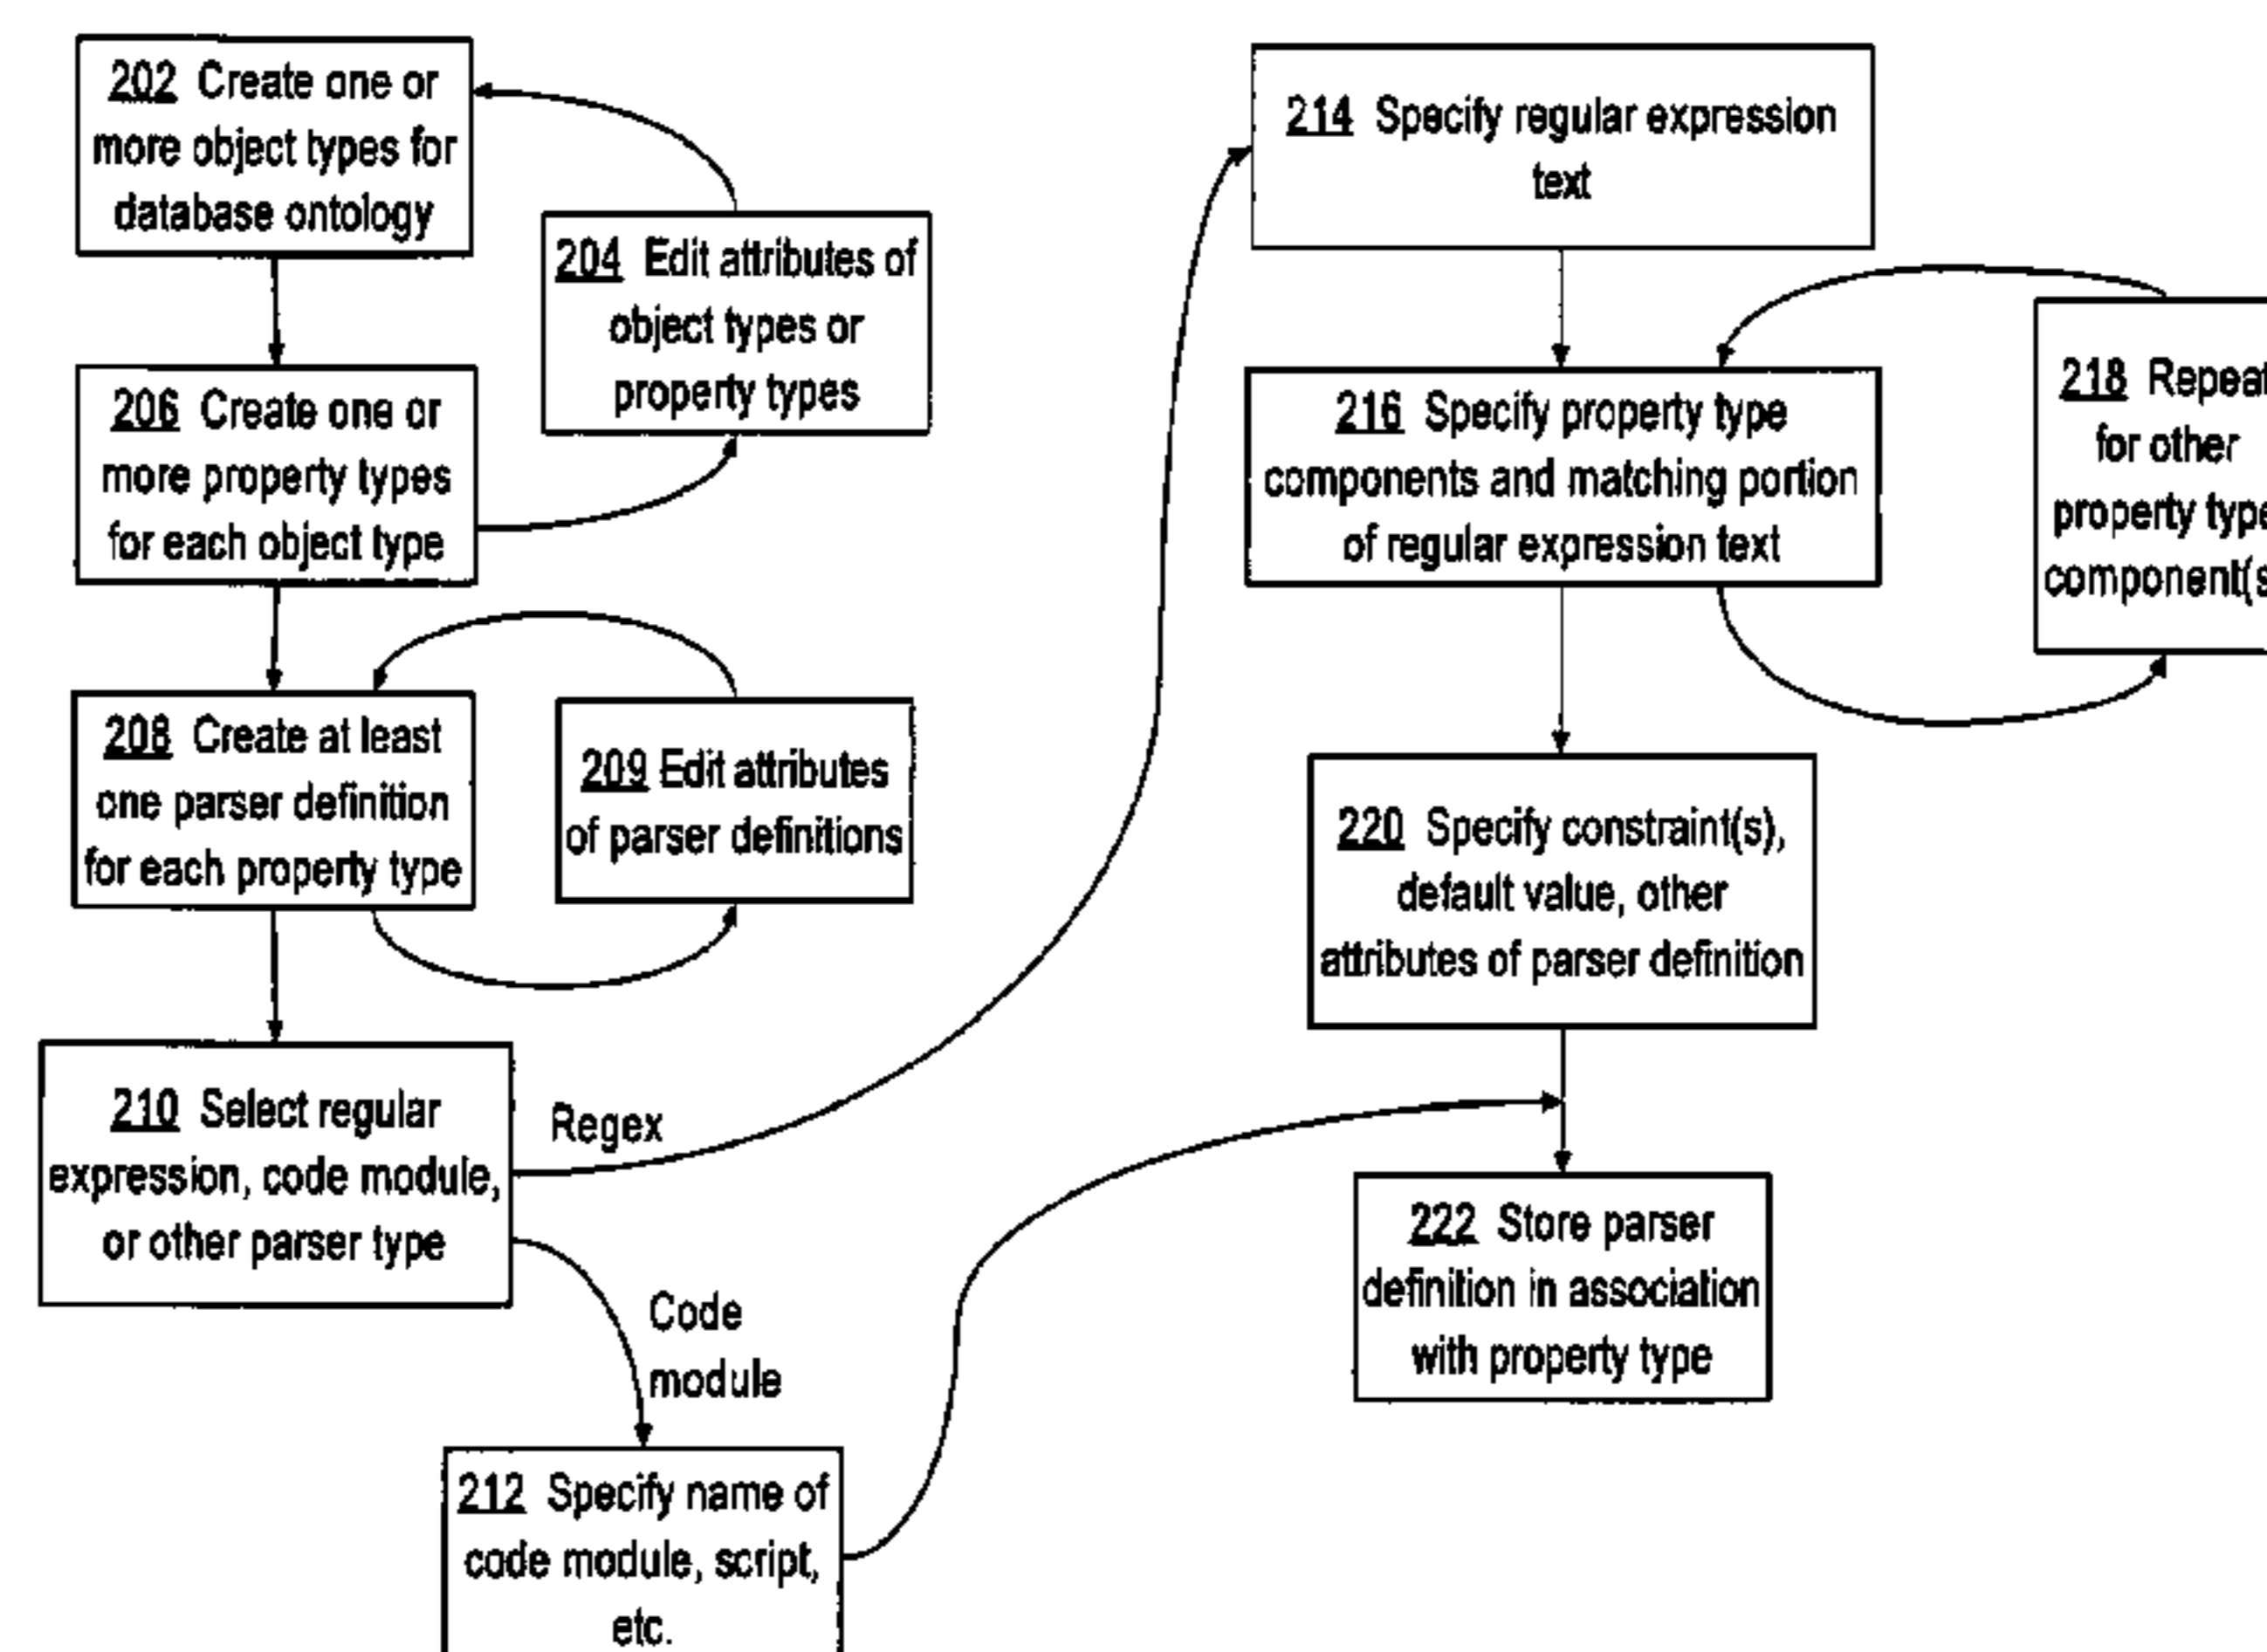 202 Create one or
more object types for
database ontology
204 Edit attributes of
object types or
property types
206 Create one or
more property types
for each object type
208 Create at least
one parser definition
for each property type
209 Edit attributes
of parser definitions
210 Select regular
expression, code module,
or other parser type
Regex
Code
module
212 Specify name of
code module, script,
etc.
214 Specify regular expression
text
216 Specify property type
components and matching portion
of regular expression text
218 Repeat
for other
property type
component(s
220 Specify constraint(s),
default value, other
attributes of parser definition
222 Store parser
definition in association
with property type